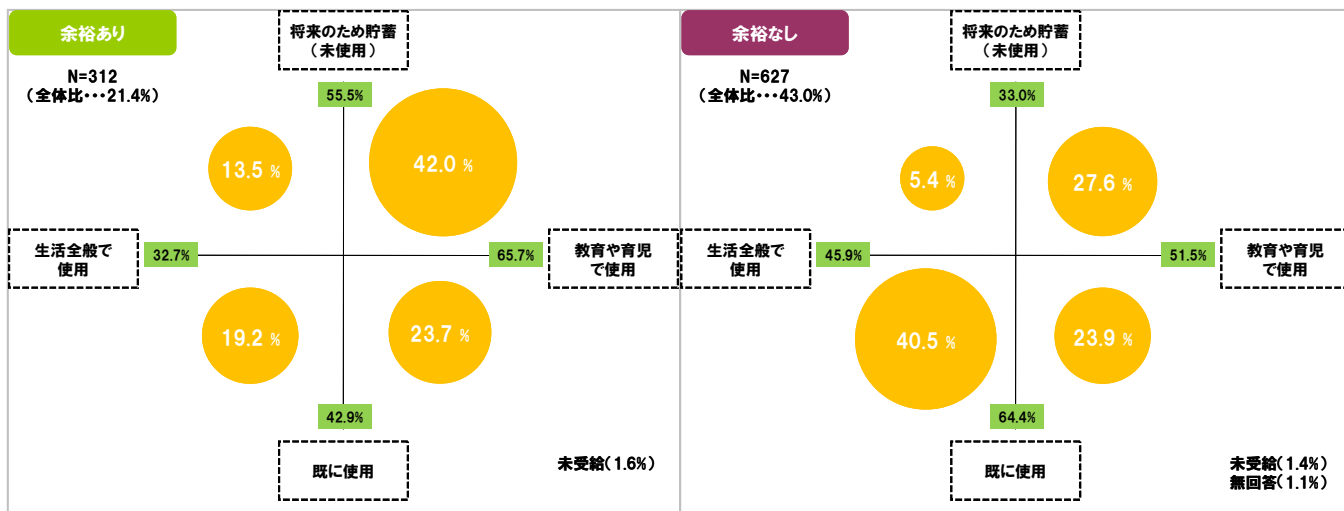 余裕あり
N=312
（全体比・・・21.4%）
将来のため貯蓄
（未使用）
55.5%
13.5 %
42.0 %
生活全般で
使用
32.7%
65.7%
教育や育児
で使用
19.2 %
23.7 %
42.9%
既に使用
未受給（1.6%）
余裕なし
N=627
（全体比・・・43.0%）
将来のため貯蓄
（未使用）
33.0%
5.4 %
27.6 %
生活全般で
使用
45.9%
51.5%
教育や育児
で使用
40.5 %
23.9 %
64.4%
既に使用
未受給（1.4%）
無回答（1.1%）